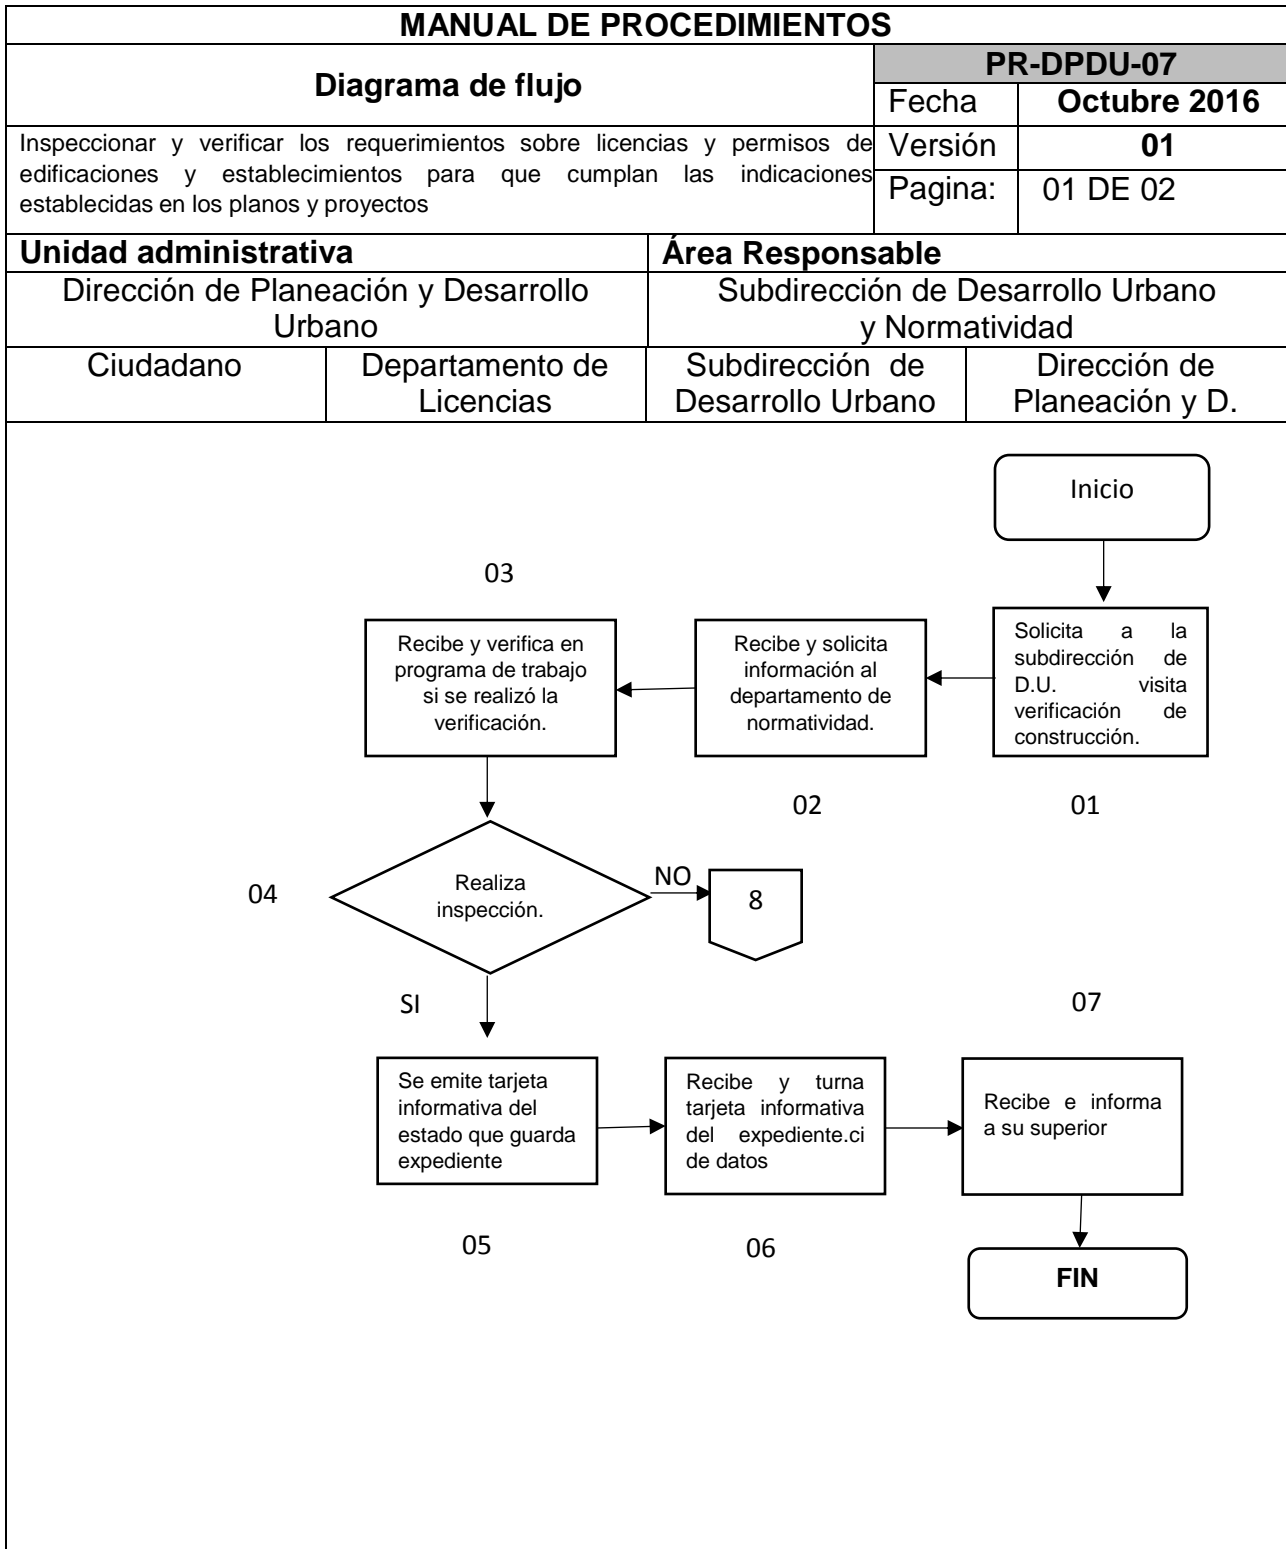 MANUAL DE PROCEDIMIENTOS
Diagrama de flujo
PR-DPDU-07
Fecha
Octubre 2016
Inspeccionar y verificar los requerimientos sobre licencias y permisos de
edificaciones y establecimientos para que cumplan las indicaciones
establecidas en los planos y proyectos
Versión
01
Pagina:
01 DE 02
Unidad administrativa
Área Responsable
Dirección de Planeación y Desarrollo
Urbano
Subdirección de Desarrollo Urbano
y Normatividad
Ciudadano
Departamento de
Licencias
Subdirección de
Desarrollo Urbano
Dirección de
Planeación y D.
Inicio
03
Recibe y verifica en
programa de trabajo
si se realizó la
verificación.
Recibe y solicita
información al
departamento de
normatividad.
Solicita a la
subdirección de
D.U. visita
verificación de
construcción.
02
01
04
Realiza
inspección.
NO
8
SI
07
Se emite tarjeta
informativa del
estado que guarda
expediente
Recibe y turna
tarjeta informativa
del expediente.ci
de datos
Recibe e informa
a su superior
05
06
FIN